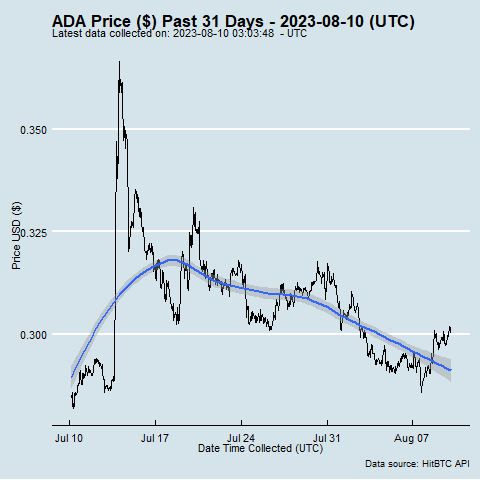 ADA Price ($) Past 31 Days - 2023-08-10 (UTC)
Latest data collected on: 2023-08-10 03:03:48  - UTC
Price USD ($)
0.350
0.325
0.300
Jul 10
Jul 17
Jul 24
Jul 31
Aug 07
Date Time Collected (UTC)
Data source: HitBTC API